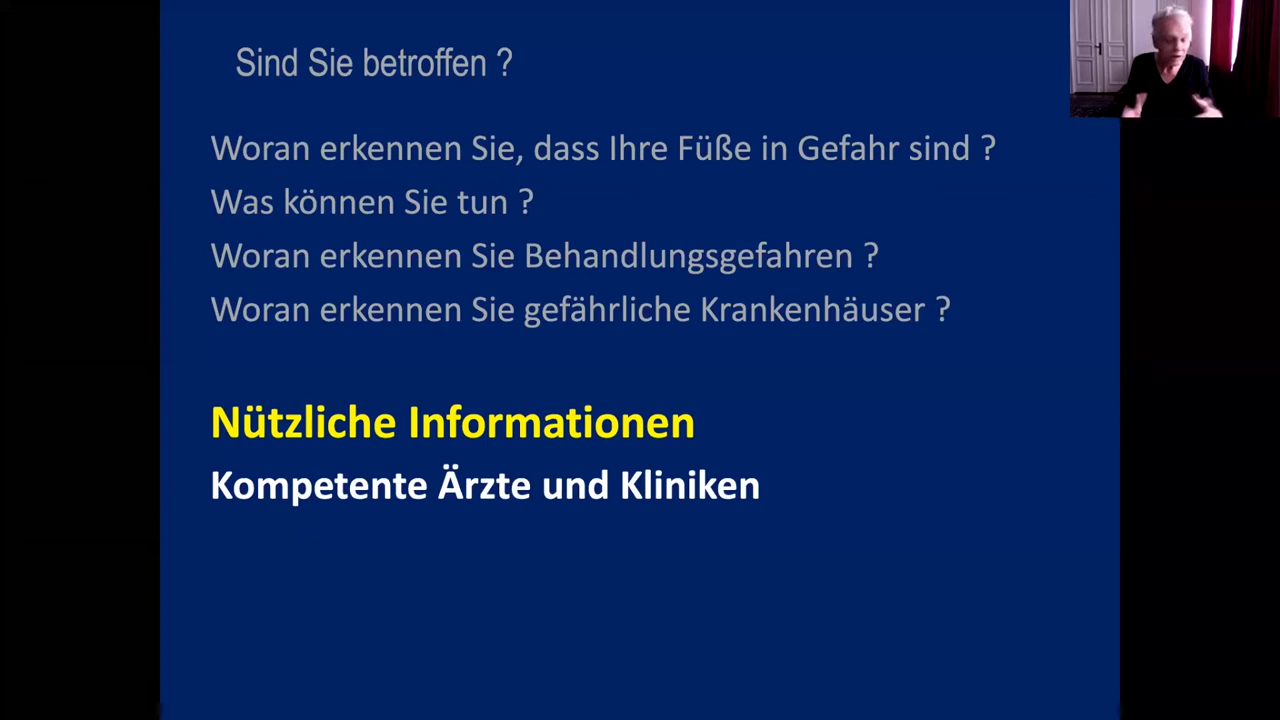 Sind Sie betroffen ?
Woran erkennen Sie, dass Ihre Füße in Gefahr sind ?
Was können Sie tun ?
Woran erkennen Sie Behandlungsgefahren ?
Woran erkennen Sie gefährliche Krankenhäuser ?
Nützliche Informationen
Kompetente Ärzte und Kliniken